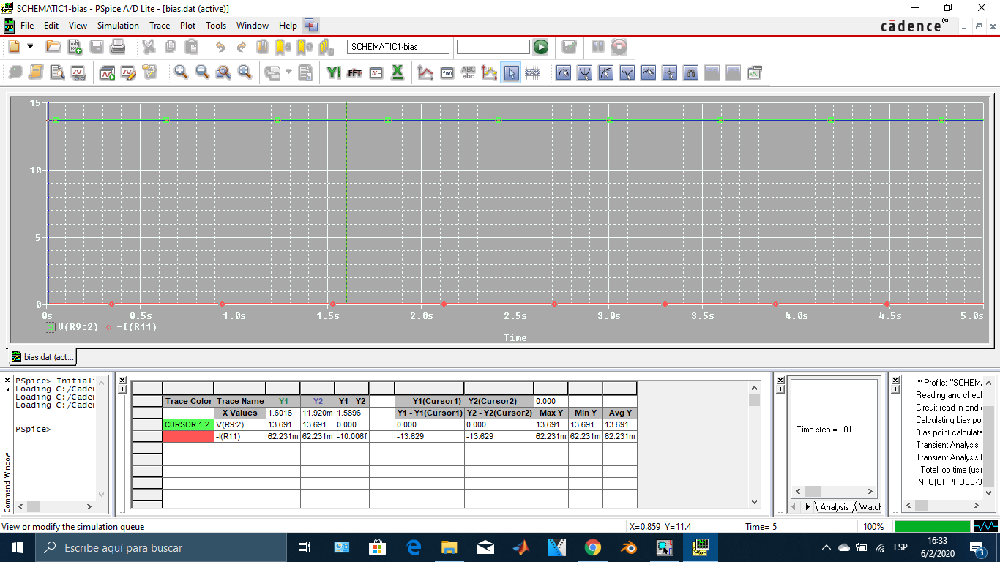 SCHEMATIC1-bias - PSpice A/D Lite - [bias.dat (active)]
File Edit View Simulation Trace Plot Tools Window Help
cādence®
SCHEMATIC1-bias
FFT
ABC
abc
15
10
5
0
0s 0.5s 1.0s 1.5s 2.0s 2.5s 3.0s 3.5s 4.0s 4.5s 5.0s
V(R9:2) -I(R11)
Time
bias.dat (act...
PSpice> Initial
Loading C:/Caden
Loading C:/Caden
Loading C:/Caden
PSpice>
Command Window
Trace Color Trace Name Y1 Y2 Y1 - Y2 Y1(Cursor1) - Y2(Cursor2) 0.000
X Values 1.6016 11.920m 1.5896 Y1 - Y1(Cursor1) Y2 - Y2(Cursor2) Max Y Min Y Avg Y
CURSOR 1,2 V(R9:2) 13.691 13.691 0.000 0.000 0.000 13.691 13.691 13.691
-I(R11) 62.231m 62.231m -10.006f -13.629 -13.629 62.231m 62.231m 62.231m
Time step = .01
Analysis Watch
** Profile: "SCHEMA
Reading and check
Circuit read in and c
Calculating bias poi
Bias point calculate
Transient Analysis
Transient Analysis f
Total job time (usin
INFO(ORPROBE-3
View or modify the simulation queue
X=0.859 Y=11.4
Time= 5
100%
Escribe aquí para buscar
ESP
16:33
6/2/2020
3